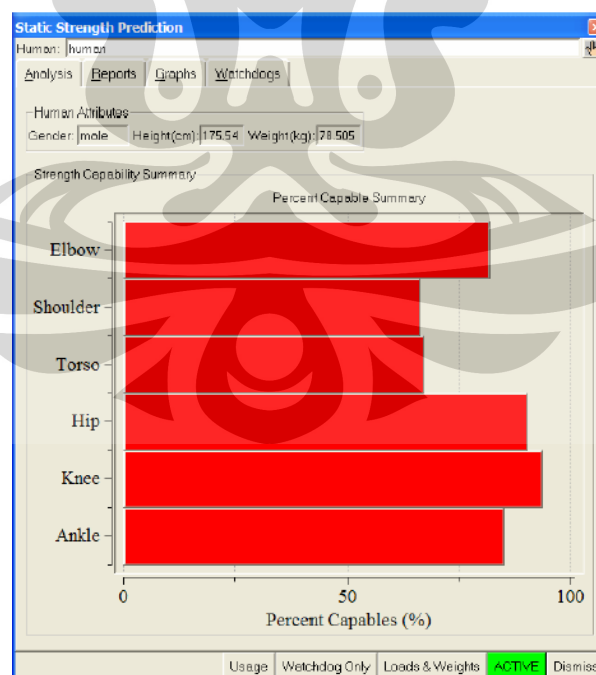 Static Strength Prediction
Human: human
Analysis Reports Graphs Watchdogs
Human Attributes
Gender: male Height(cm): 175.54 Weight(kg): 78.505
Strength Capability Summary
Percent Capable Summary
Elbow
Shoulder
Torso
Hip
Knee
Ankle
0 50 100
Percent Capables (%)
Usage Watchdog Only Loads & Weights ACTIVE Dismiss